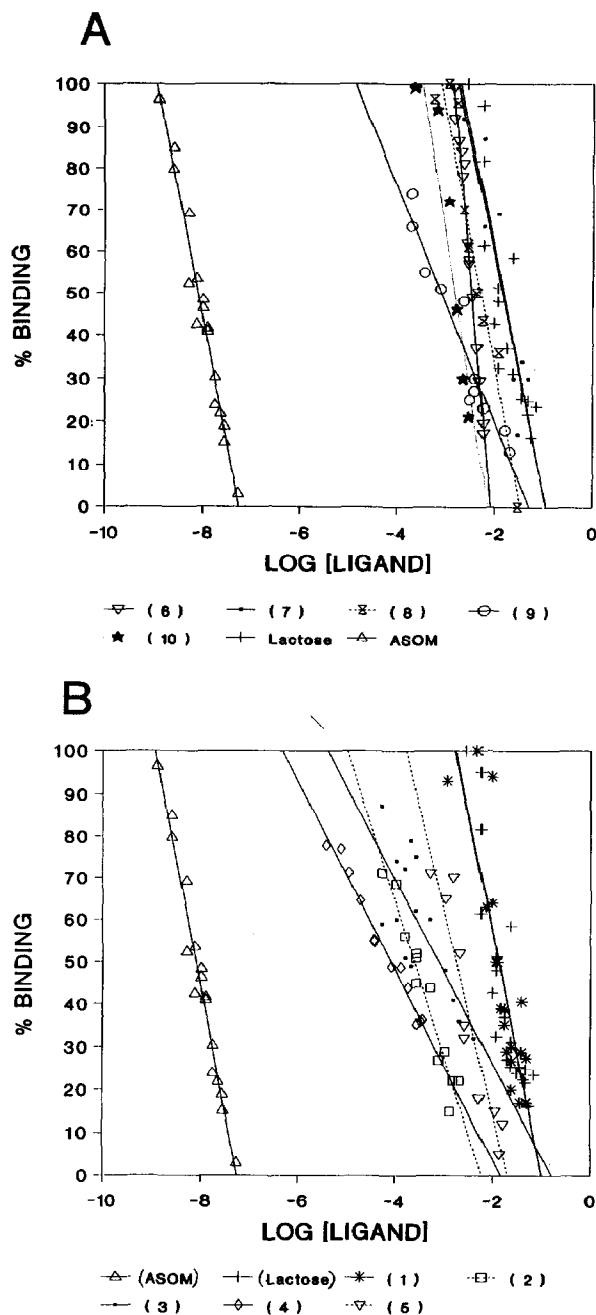 A
100
90
80
70
60
50
40
30
20
10
0
% BINDING
-10 -8 -6 -4 -2 0
LOG [LIGAND]
(6) (7) (8) (9)
(10) Lactose ASOM
B
100
90
80
70
60
50
40
30
20
10
0
% BINDING
-10 -8 -6 -4 -2 0
LOG [LIGAND]
(ASOM) (Lactose) (1) (2)
(3) (4) (5)